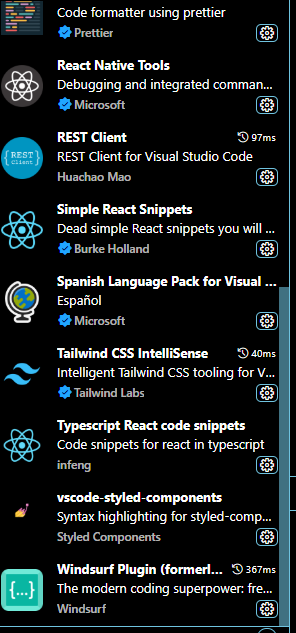 Code formatter using prettier
Prettier
React Native Tools
Debugging and integrated comman...
Microsoft
REST Client 97ms
{REST}
Client
REST Client for Visual Studio Code
Huachao Mao
Simple React Snippets
Dead simple React snippets you will ...
Burke Holland
Spanish Language Pack for Visual ...
Español
Microsoft
Tailwind CSS IntelliSense 40ms
Intelligent Tailwind CSS tooling for V...
Tailwind Labs
Typescript React code snippets
Code snippets for react in typescript
infeng
vscode-styled-components
Syntax highlighting for styled-comp...
Styled Components
Windsurf Plugin (formerl... 367ms
{...}
The modern coding superpower: fre...
Windsurf